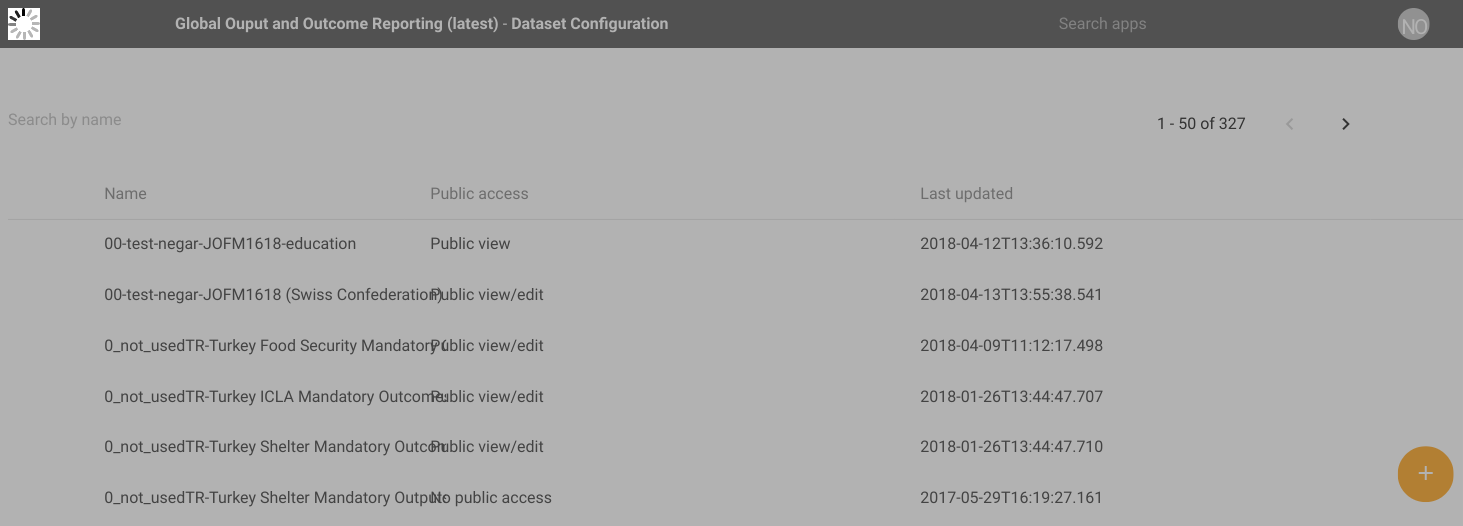 Global Ouput and Outcome Reporting (latest) - Dataset Configuration Search apps NO
Search by name 1 - 50 of 327
Name Public access Last updated
00-test-negar-JOFM1618-education Public view 2018-04-12T13:36:10.592
00-test-negar-JOFM1618 (Swiss Confederation) Public view/edit 2018-04-13T13:55:38.541
0_not_usedTR-Turkey Food Security Mandatory Public view/edit 2018-04-09T11:12:17.498
0_not_usedTR-Turkey ICLA Mandatory Outcome Public view/edit 2018-01-26T13:44:47.707
0_not_usedTR-Turkey Shelter Mandatory Public view/edit 2018-01-26T13:44:47.710
0_not_usedTR-Turkey Shelter Mandatory Output No public access 2017-05-29T16:19:27.161